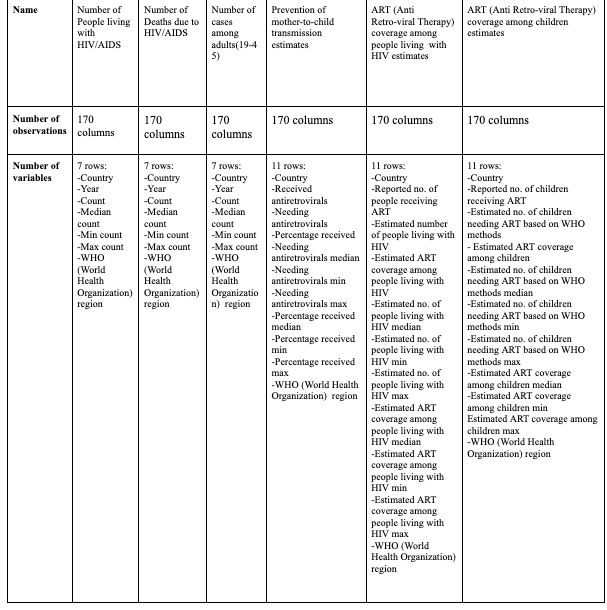 Name
Number of
People living
with
HIV/AIDS
Number of
Deaths due to
HIV/AIDS
Number of
cases
among
adults(19-4
5)
Prevention of
mother-to-child
transmission
estimates
ART (Anti
Retro-viral Therapy)
coverage among
people living  with
HIV estimates
ART (Anti Retro-viral Therapy)
coverage among children
estimates
Number of
observations
170
columns
170
columns
170
columns
170 columns
170 columns
170 columns
Number of
variables
7 rows:
-Country
-Year
-Count
-Median
count
-Min count
-Max count
-WHO
(World
Health
Organization)
region
7 rows:
-Country
-Year
-Count
-Median
count
-Min count
-Max count
-WHO
(World
Health
Organization)
region
7 rows:
-Country
-Year
-Count
-Median
count
-Min count
-Max count
-WHO
(World
Health
Organizatio
n)  region
11 rows:
-Country
-Received
antiretrovirals
-Needing
antiretrovirals
-Percentage received
-Needing
antiretrovirals median
-Needing
antiretrovirals min
-Needing
antiretrovirals max
-Percentage received
median
-Percentage received
min
-Percentage received
max
-WHO (World Health
Organization)  region
11 rows:
-Country
-Reported no. of
people receiving
ART
-Estimated number
of people living with
HIV
-Estimated ART
coverage among
people living with
HIV
-Estimated no. of
people living with
HIV median
-Estimated no. of
people living with
HIV min
-Estimated no. of
people living with
HIV max
-Estimated ART
coverage among
people living with
HIV median
-Estimated ART
coverage among
people living with
HIV min
-Estimated ART
coverage among
people living with
HIV max
-WHO (World
Health Organization)
region
11 rows:
-Country
-Reported no. of children
receiving ART
-Estimated no. of children
needing ART based on WHO
methods
- Estimated ART coverage
among children
-Estimated no. of children
needing ART based on WHO
methods median
-Estimated no. of children
needing ART based on WHO
methods min
-Estimated no. of children
needing ART based on WHO
methods max
-Estimated ART coverage
among children median
-Estimated ART coverage
among children min
Estimated ART coverage among
children max
-WHO (World Health
Organization) region